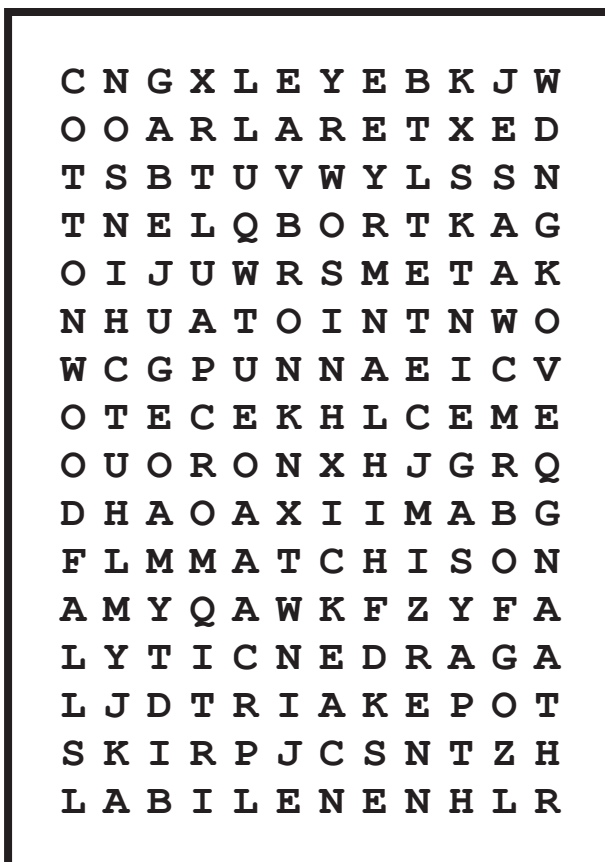 C N G X L E Y E B K J W
O O A R L A R E T X E D
T S B T U V W Y L S S N
T N E L Q B O R T K A G
O I J U W R S M E T A K
N H U A T O I N T N W O
W C G P U N N A E I C V
O T E C E K H L C E M E
O U O R O N X H J G R Q
D H A O A X I I M A B G
F L M M A T C H I S O N
A M Y Q A W K F Z Y F A
L Y T I C N E D R A G A
L J D T R I A K E P O T
S K I R P J C S N T Z H
L A B I L E N E N H L R